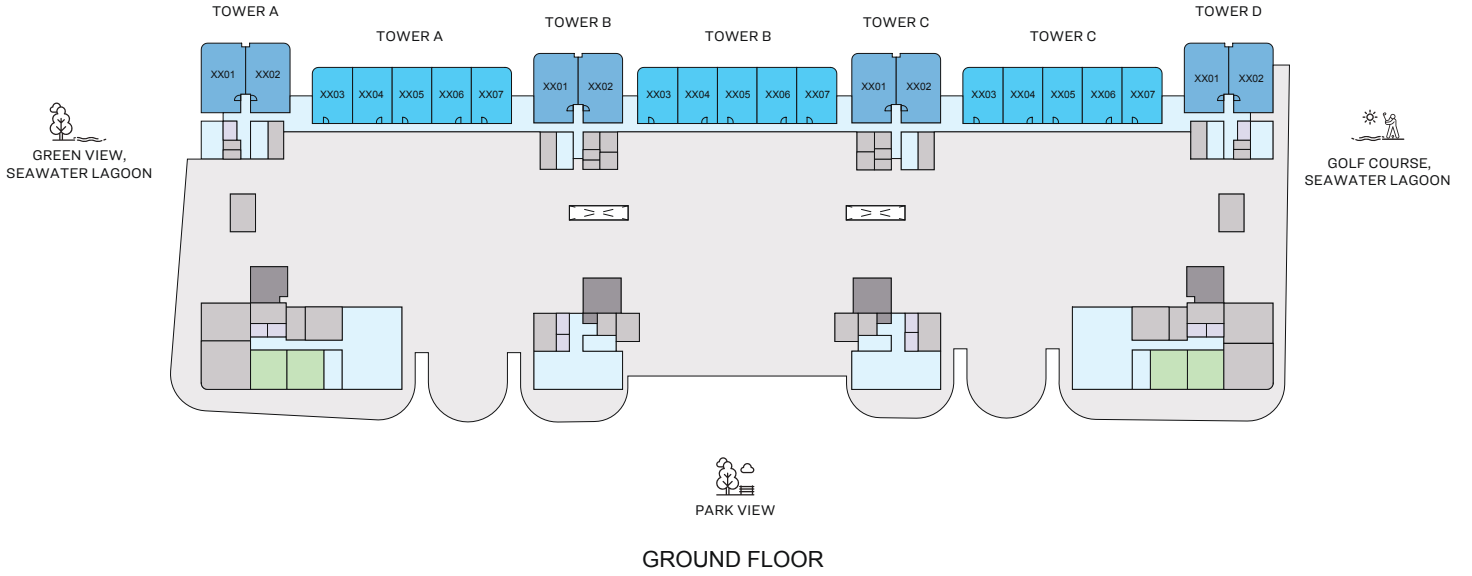 TOWER A
TOWER A
TOWER B
TOWER B
TOWER C
TOWER C
TOWER D
XX01 XX02
XX03 XX04 XX05 XX06 XX07
XX01 XX02
XX03 XX04 XX05 XX06 XX07
XX01 XX02
XX03 XX04 XX05 XX06 XX07
XX01 XX02
GREEN VIEW,
SEAWATER LAGOON
GOLF COURSE,
SEAWATER LAGOON
PARK VIEW
GROUND FLOOR